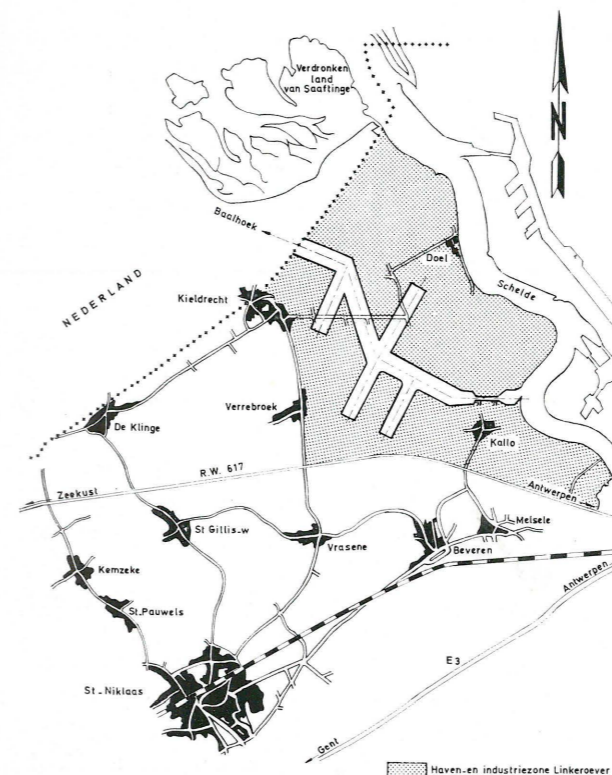 Verdronken
land
van Saaftinge
N
Baalhoek
Doel
NEDERLAND
Schelde
Kieldrecht
Verrebroek
De Klinge
Kallo
R.W. 617
Zeekust
Antwerpen
St Gillis-w
Melsele
Vrasene
Beveren
Kemzeke
Antwerpen
St.Pauwels
E3
St-Niklaas
Gent
Haven-en industriezone Linkeroever